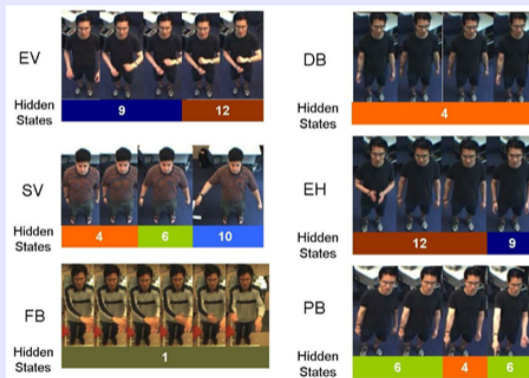 EV
Hidden
States
9
12
SV
Hidden
States
4
6
10
FB
Hidden
States
1
DB
Hidden
States
4
EH
Hidden
States
12
9
PB
Hidden
States
6
4
6